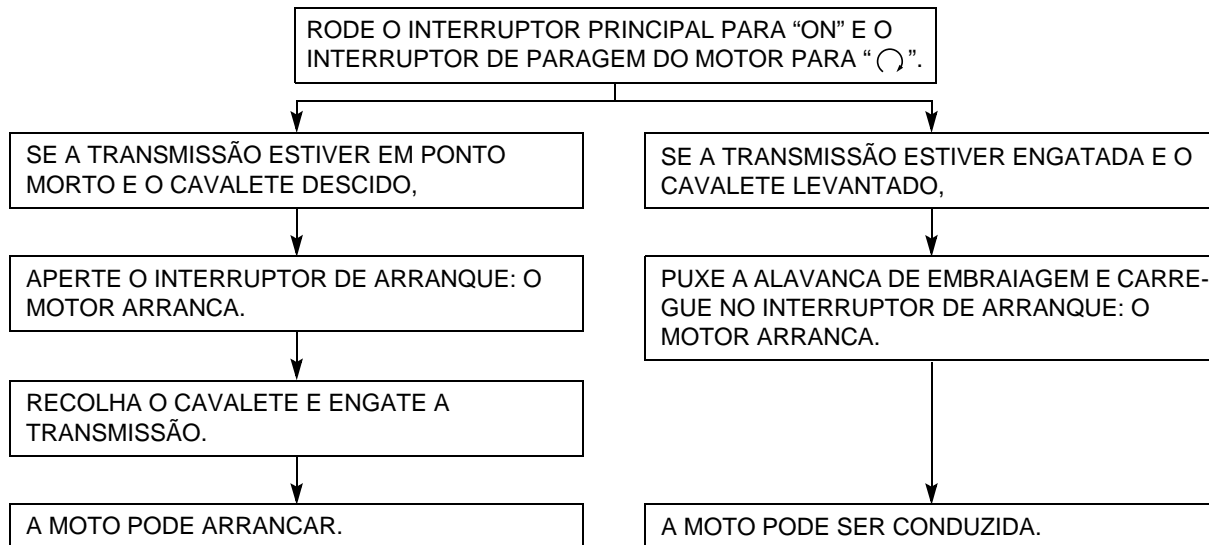 RODE O INTERRUPTOR PRINCIPAL PARA “ON” E O
INTERRUPTOR DE PARAGEM DO MOTOR PARA “ ”.
SE A TRANSMISSÃO ESTIVER EM PONTO
MORTO E O CAVALETE DESCIDO,
APERTE O INTERRUPTOR DE ARRANQUE: O
MOTOR ARRANCA.
RECOLHA O CAVALETE E ENGATE A
TRANSMISSÃO.
A MOTO PODE ARRANCAR.
SE A TRANSMISSÃO ESTIVER ENGATADA E O
CAVALETE LEVANTADO,
PUXE A ALAVANCA DE EMBRAIAGEM E CARRE-
GUE NO INTERRUPTOR DE ARRANQUE: O
MOTOR ARRANCA.
A MOTO PODE SER CONDUZIDA.